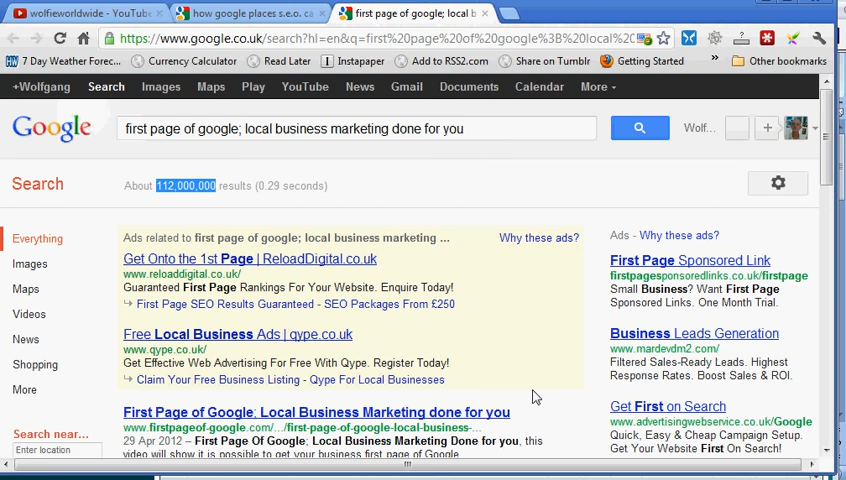 wolfieworldwide - YouTube
how google places s.e.o. ca
first page of google; local b
https://www.google.co.uk/search?hl=en&q=first%20page%20of%20google%3B%20local%20
7 Day Weather Forec...
Currency Calculator
Read Later
Instapaper
Add to RSS2.com
Share on Tumblr
Getting Started
»
Other bookmarks
+Wolfgang Search Images Maps Play YouTube News Gmail Documents Calendar More
Google
first page of google; local business marketing done for you
Wolf...
Search
About 112,000,000 results (0.29 seconds)
Everything
Images
Maps
Videos
News
Shopping
More
Search near...
Enter location
Ads related to first page of google; local business marketing ...
Why these ads?
Get Onto the 1st Page | ReloadDigital.co.uk
www.reloaddigital.co.uk/
Guaranteed First Page Rankings For Your Website. Enquire Today!
First Page SEO Results Guaranteed - SEO Packages From £250
Free Local Business Ads | qype.co.uk
www.qype.co.uk/
Get Effective Web Advertising For Free With Qype. Register Today!
Claim Your Free Business Listing - Qype For Local Businesses
First Page of Google; Local Business Marketing done for you
www.firstpageof-google.com/.../first-page-of-google-local-business-...
29 Apr 2012 – First Page Of Google; Local Business Marketing Done for you, this
video will show it is possible to get your business first page of Google
Ads - Why these ads?
First Page Sponsored Link
firstpagesponsoredlinks.co.uk/firstpage
Small Business? Want First Page
Sponsored Links. One Month Trial.
Business Leads Generation
www.mardevdm2.com/
Filtered Sales-Ready Leads. Highest
Response Rates. Boost Sales & ROI.
Get First on Search
www.advertisingwebservice.co.uk/Google
Quick, Easy & Cheap Campaign Setup.
Get Your Website First On Search!